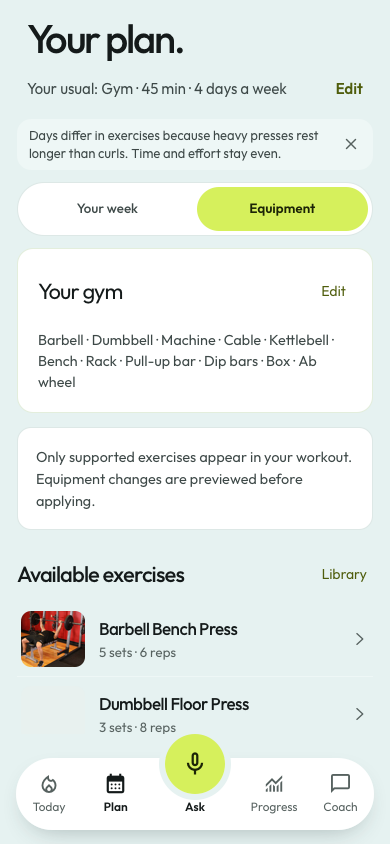 Your plan.
Your usual: Gym · 45 min · 4 days a week
Edit
Days differ in exercises because heavy presses rest
longer than curls. Time and effort stay even.
Your week
Equipment
Your gym
Edit
Barbell · Dumbbell · Machine · Cable · Kettlebell ·
Bench · Rack · Pull-up bar · Dip bars · Box · Ab
wheel
Only supported exercises appear in your workout.
Equipment changes are previewed before
applying.
Available exercises
Library
Barbell Bench Press
5 sets · 6 reps
Dumbbell Floor Press
3 sets · 8 reps
Today
Plan
Ask
Progress
Coach